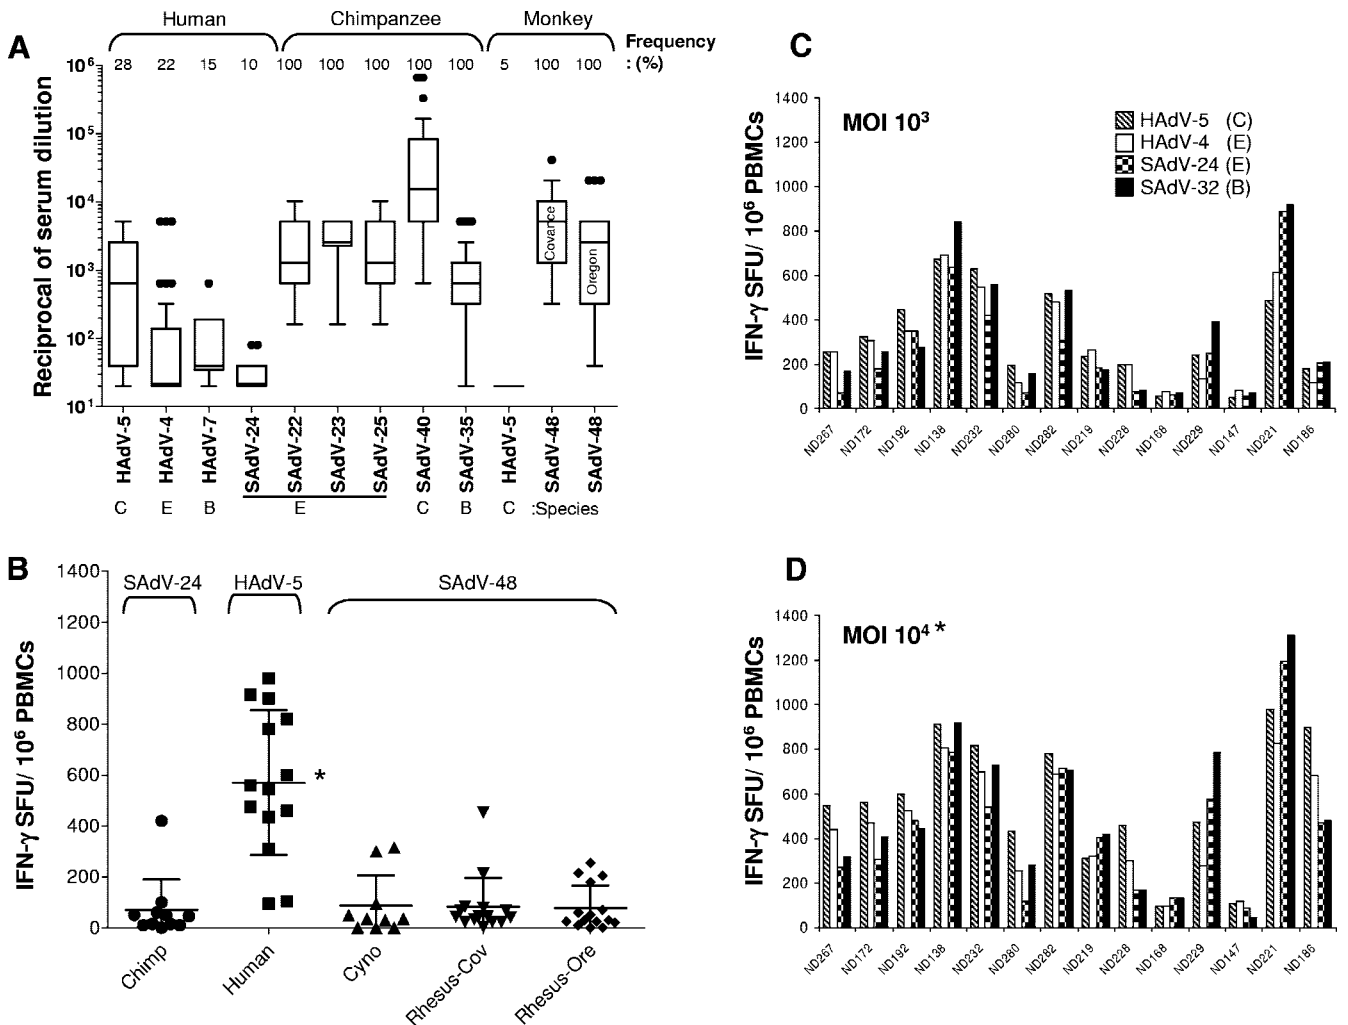 A
Human
Chimpanzee
Monkey
Frequency
: (%)
28 22 15 10 100 100 100 100 100 5 100 100
Reciprocal of serum dilution
10⁶
10⁵
10⁴
10³
10²
10¹
Covance
Oregon
HAdV-5
HAdV-4
HAdV-7
SAdV-24
SAdV-22
SAdV-23
SAdV-25
SAdV-40
SAdV-35
HAdV-5
SAdV-48
SAdV-48
C E B E C B C :Species
B
SAdV-24
HAdV-5
SAdV-48
IFN-γ SFU/ 10⁶ PBMCs
1400
1200
1000
800
600
400
200
0
*
Chimp
Human
Cyno
Rhesus-Cov
Rhesus-Ore
C
MOI 10³
HAdV-5 (C)
HAdV-4 (E)
SAdV-24 (E)
SAdV-32 (B)
IFN-γ SFU/ 10⁶ PBMCs
1400
1200
1000
800
600
400
200
0
ND267
ND172
ND192
ND138
ND232
ND280
ND282
ND219
ND228
ND168
ND229
ND147
ND221
ND186
D
MOI 10⁴ *
IFN-γ SFU/ 10⁶ PBMCs
1400
1200
1000
800
600
400
200
0
ND267
ND172
ND192
ND138
ND232
ND280
ND282
ND219
ND228
ND168
ND229
ND147
ND221
ND186